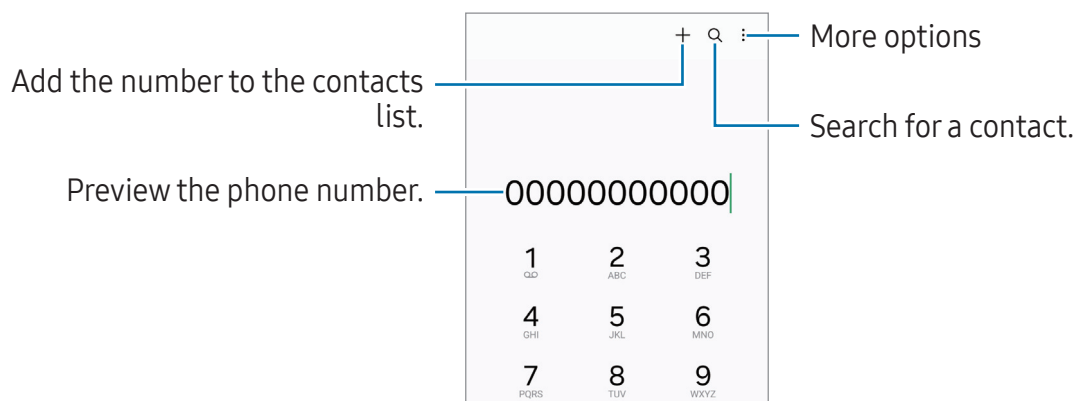 More options
Add the number to the contacts
list.
Search for a contact.
Preview the phone number.
00000000000
1 2 3
ABC DEF
4 5 6
GHI JKL MNO
7 8 9
PQRS TUV WXYZ